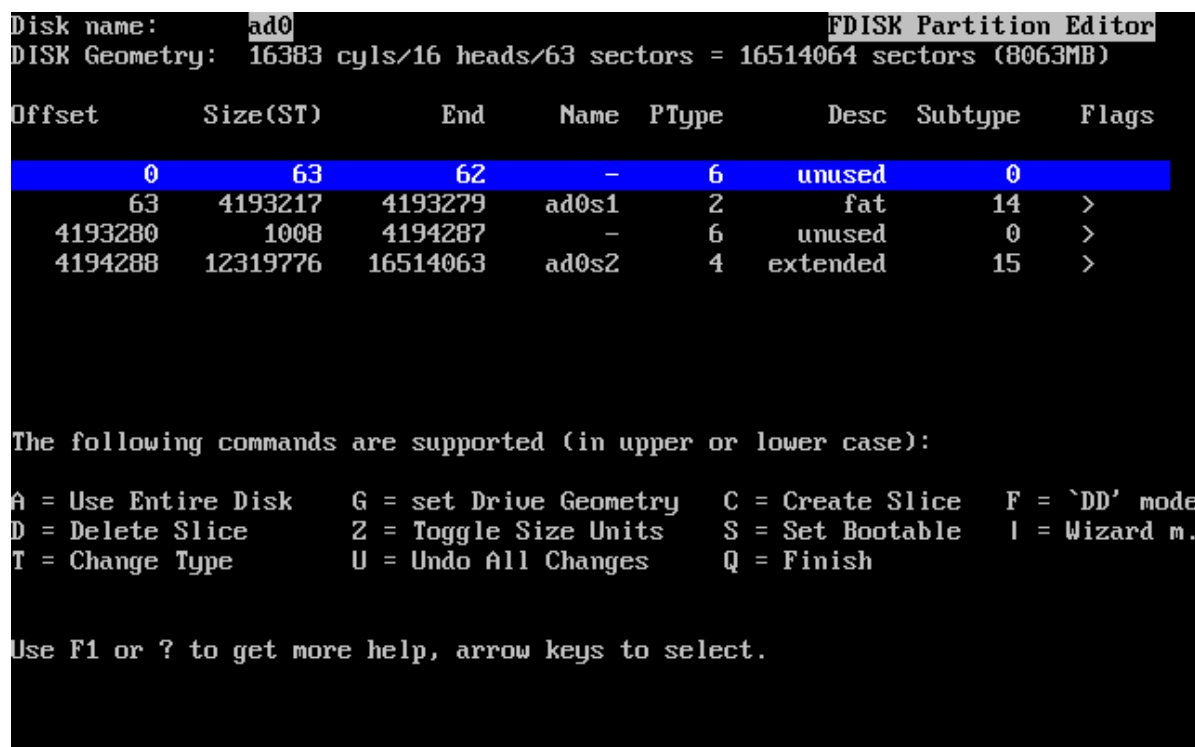 Disk name: ad0 FDISK Partition Editor
DISK Geometry: 16383 cyls/16 heads/63 sectors = 16514064 sectors (8063MB)
Offset Size(ST) End Name PType Desc Subtype Flags
0 63 62 - 6 unused 0
63 4193217 4193279 ad0s1 2 fat 14 >
4193280 1008 4194287 - 6 unused 0 >
4194288 12319776 16514063 ad0s2 4 extended 15 >
The following commands are supported (in upper or lower case):
A = Use Entire Disk G = set Drive Geometry C = Create Slice F = `DD' mode
D = Delete Slice Z = Toggle Size Units S = Set Bootable | = Wizard m.
T = Change Type U = Undo All Changes Q = Finish
Use F1 or ? to get more help, arrow keys to select.